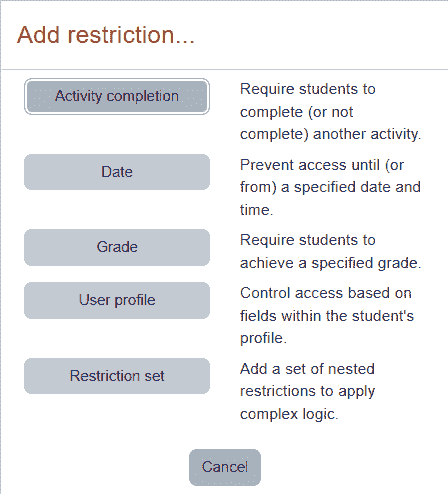 Add restriction...
Activity completion
Require students to
complete (or not
complete) another activity.
Date
Prevent access until (or
from) a specified date and
time.
Grade
Require students to
achieve a specified grade.
User profile
Control access based on
fields within the student's
profile.
Restriction set
Add a set of nested
restrictions to apply
complex logic.
Cancel